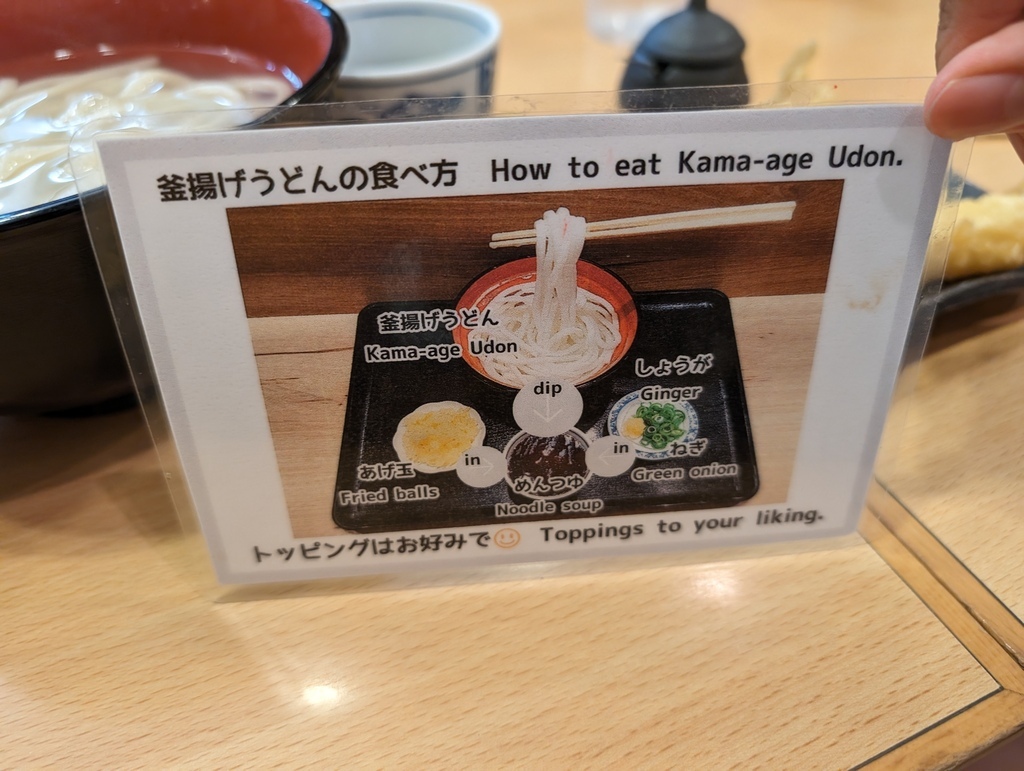 釜揚げうどんの食べ方 How to eat Kama-age Udon.
釜揚げうどん
Kama-age Udon
dip
しょうが
Ginger
in
in
ねぎ
Green onion
あげ玉
Fried balls
めんつゆ
Noodle soup
トッピングはお好みで☺ Toppings to your liking.